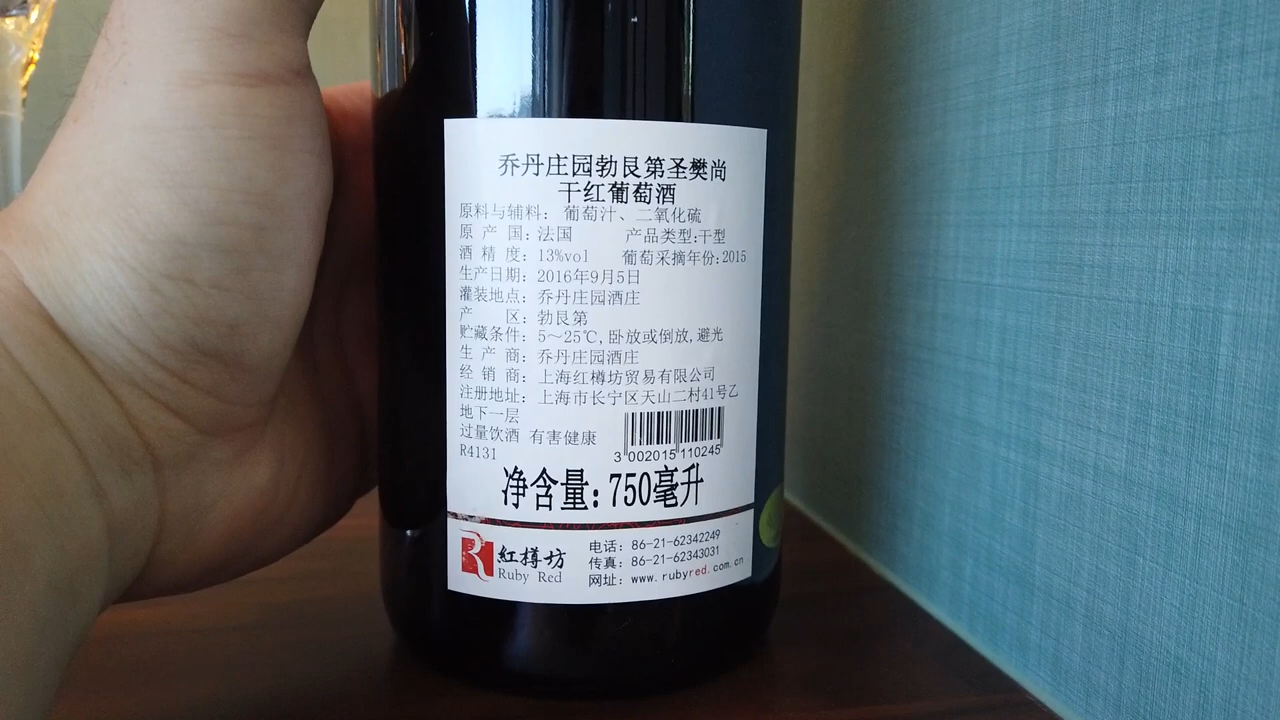 乔丹庄园勃艮第圣樊尚
干红葡萄酒
原料与辅料: 葡萄汁、二氧化硫
原 产 国: 法国 产品类型:干型
酒 精 度: 13%vol 葡萄采摘年份:2015
生产日期: 2016年9月5日
灌装地点: 乔丹庄园酒庄
产 区: 勃艮第
贮藏条件: 5～25℃,卧放或倒放,避光
生 产 商: 乔丹庄园酒庄
经 销 商: 上海红樽坊贸易有限公司
注册地址: 上海市长宁区天山二村41号乙
地下一层
过量饮酒 有害健康
R4131
3 002015 110245
净含量: 750毫升
R
紅樽坊
Ruby Red
电话: 86-21-62342249
传真: 86-21-62343031
网址: www.rubyred.com.cn